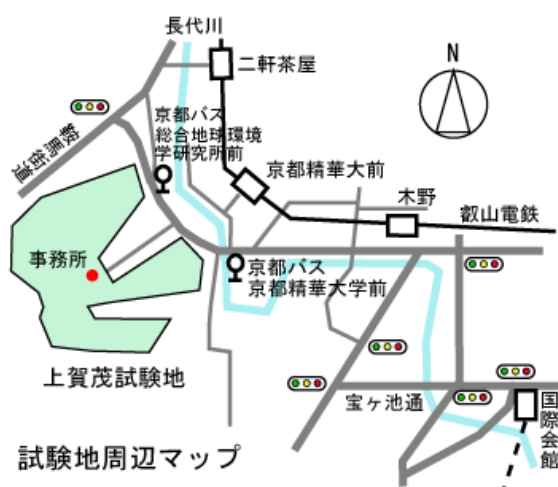 長代川
二軒茶屋
N
京都バス
総合地球環境
学研究所前
鞍馬街道
京都精華大前
木野
叡山電鉄
事務所
京都バス
京都精華大学前
上賀茂試験地
宝ヶ池通
国際会館
試験地周辺マップ